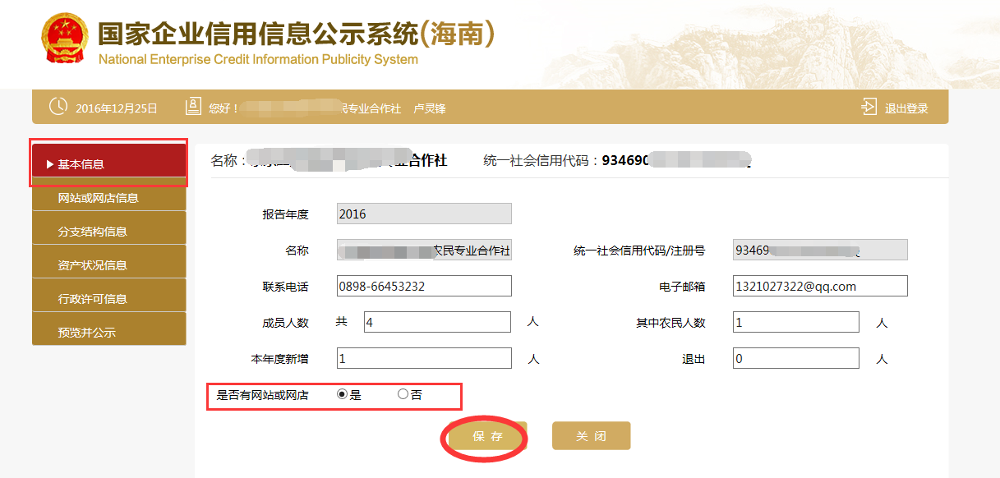 国家企业信用信息公示系统(海南)
National Enterprise Credit Information Publicity System
2016年12月25日 您好！ 民专业合作社 卢灵锋 退出登录
基本信息
网站或网店信息
分支结构信息
资产状况信息
行政许可信息
预览并公示
名称： 专业合作社 统一社会信用代码：93469
报告年度 2016
名称 农民专业合作社 统一社会信用代码/注册号 93469
联系电话 0898-66453232 电子邮箱 1321027322@qq.com
成员人数 共 4 人 其中农民人数 1 人
本年度新增 1 人 退出 0 人
是否有网站或网店 是 否
保 存 关 闭